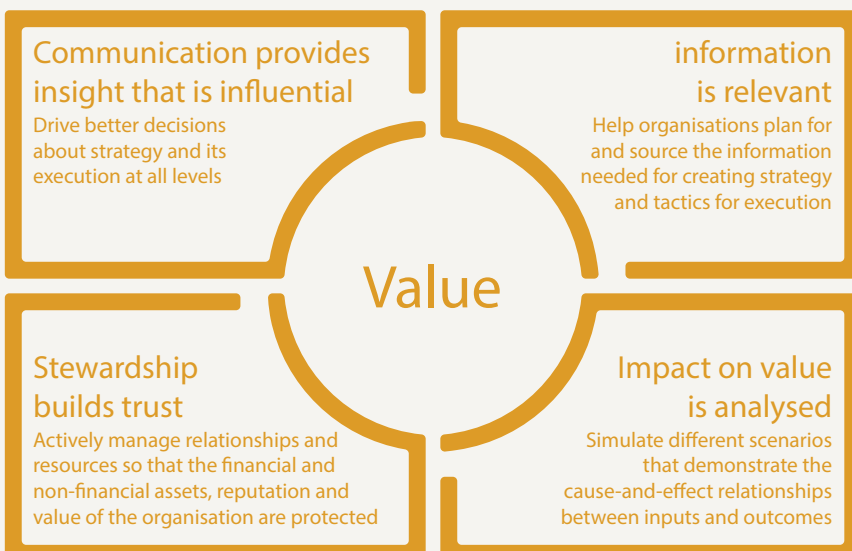 Communication provides
insight that is influential
Drive better decisions
about strategy and its
execution at all levels
information
is relevant
Help organisations plan for
and source the information
needed for creating strategy
and tactics for execution
Value
Stewardship
builds trust
Actively manage relationships and
resources so that the financial and
non-financial assets, reputation and
value of the organisation are protected
Impact on value
is analysed
Simulate different scenarios
that demonstrate the
cause-and-effect relationships
between inputs and outcomes